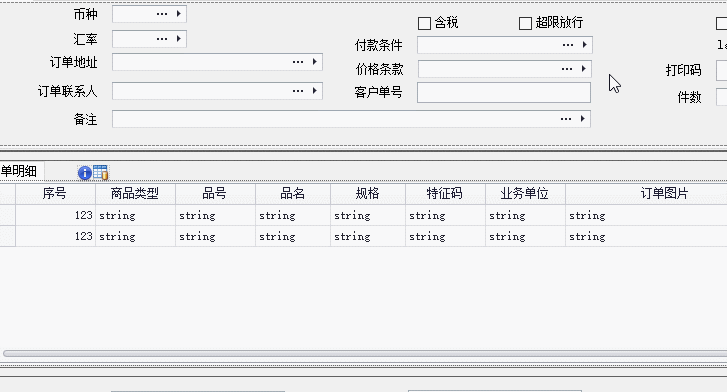 币种
含税 超限放行
汇率 付款条件
订单地址 价格条款 打印码
订单联系人 客户单号 件数
备注
单明细
序号 商品类型 品号 品名 规格 特征码 业务单位 订单图片
123 string string string string string string string
123 string string string string string string string